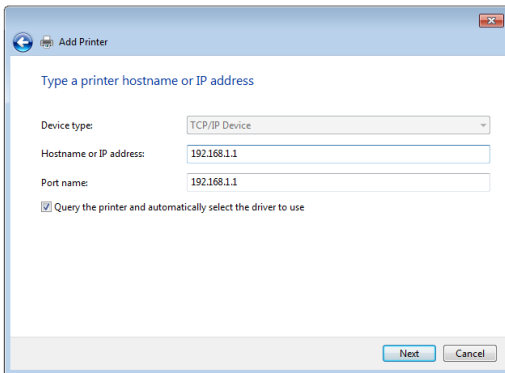 Add Printer
Type a printer hostname or IP address
Device type: TCP/IP Device
Hostname or IP address: 192.168.1.1
Port name: 192.168.1.1
Query the printer and automatically select the driver to use
Next Cancel